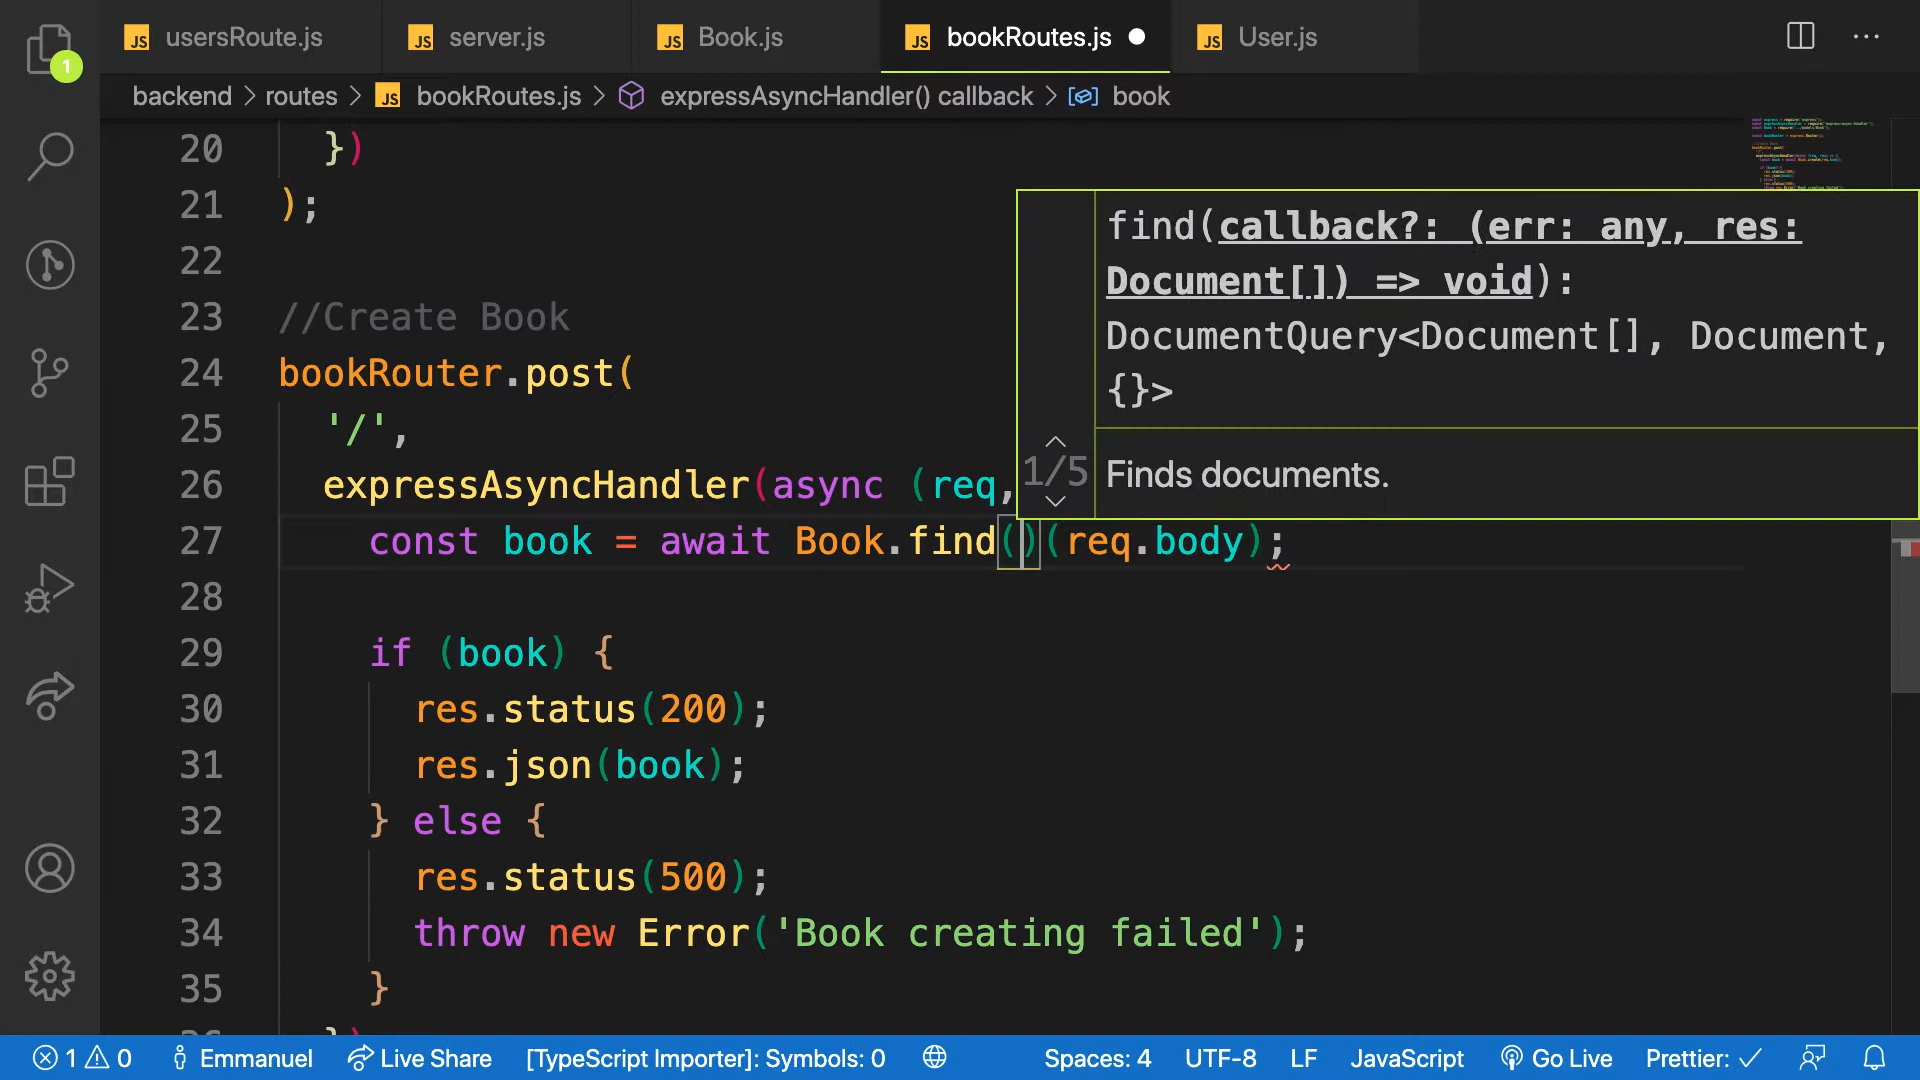 JS usersRoute.js JS server.js JS Book.js JS bookRoutes.js JS User.js
1
backend > routes > JS bookRoutes.js > expressAsyncHandler() callback > book
20 })
21 );
22
23 //Create Book
24 bookRouter.post(
25 '/',
26 expressAsyncHandler(async (req,
27 const book = await Book.find()(req.body);
28
29 if (book) {
30 res.status(200);
31 res.json(book);
32 } else {
33 res.status(500);
34 throw new Error('Book creating failed');
35 }
find(callback?: (err: any, res:
Document[]) => void):
DocumentQuery<Document[], Document,
{}>
1/5 Finds documents.
1 0 Emmanuel Live Share [TypeScript Importer]: Symbols: 0 Spaces: 4 UTF-8 LF JavaScript Go Live Prettier: ✓